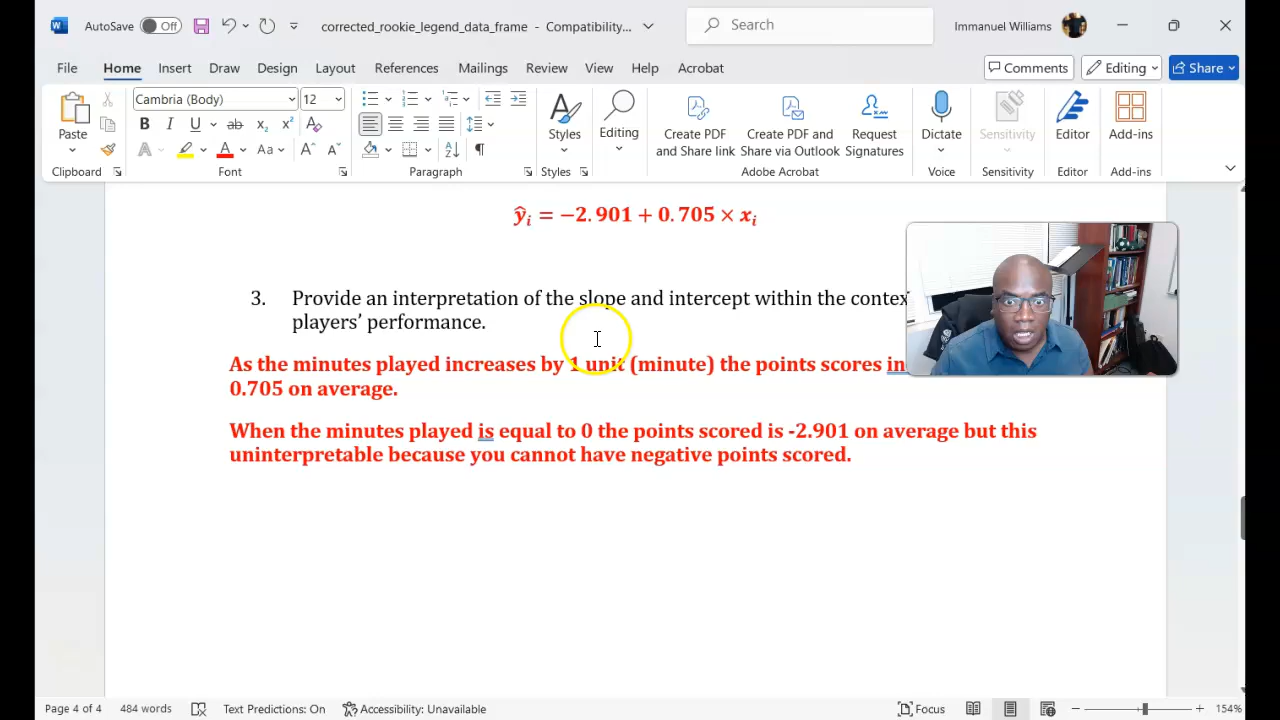 AutoSave Off corrected_rookie_legend_data_frame - Compatibility... Search Immanuel Williams
File Home Insert Draw Design Layout References Mailings Review View Help Acrobat Comments Editing Share
Cambria (Body) 12
Paste Styles Editing Create PDF and Share link Create PDF and Share via Outlook Request Signatures Dictate Sensitivity Editor Add-ins
Clipboard Font Paragraph Styles Adobe Acrobat Voice Sensitivity Editor Add-ins
ŷᵢ = −2.901 + 0.705 × xᵢ
3. Provide an interpretation of the slope and intercept within the contex
players’ performance.
As the minutes played increases by 1 unit (minute) the points scores in
0.705 on average.
When the minutes played is equal to 0 the points scored is -2.901 on average but this
uninterpretable because you cannot have negative points scored.
Page 4 of 4 484 words Text Predictions: On Accessibility: Unavailable Focus 154%